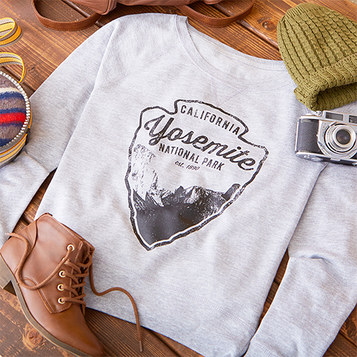 CALIFORNIA
Yosemite
NATIONAL PARK
est. 1890